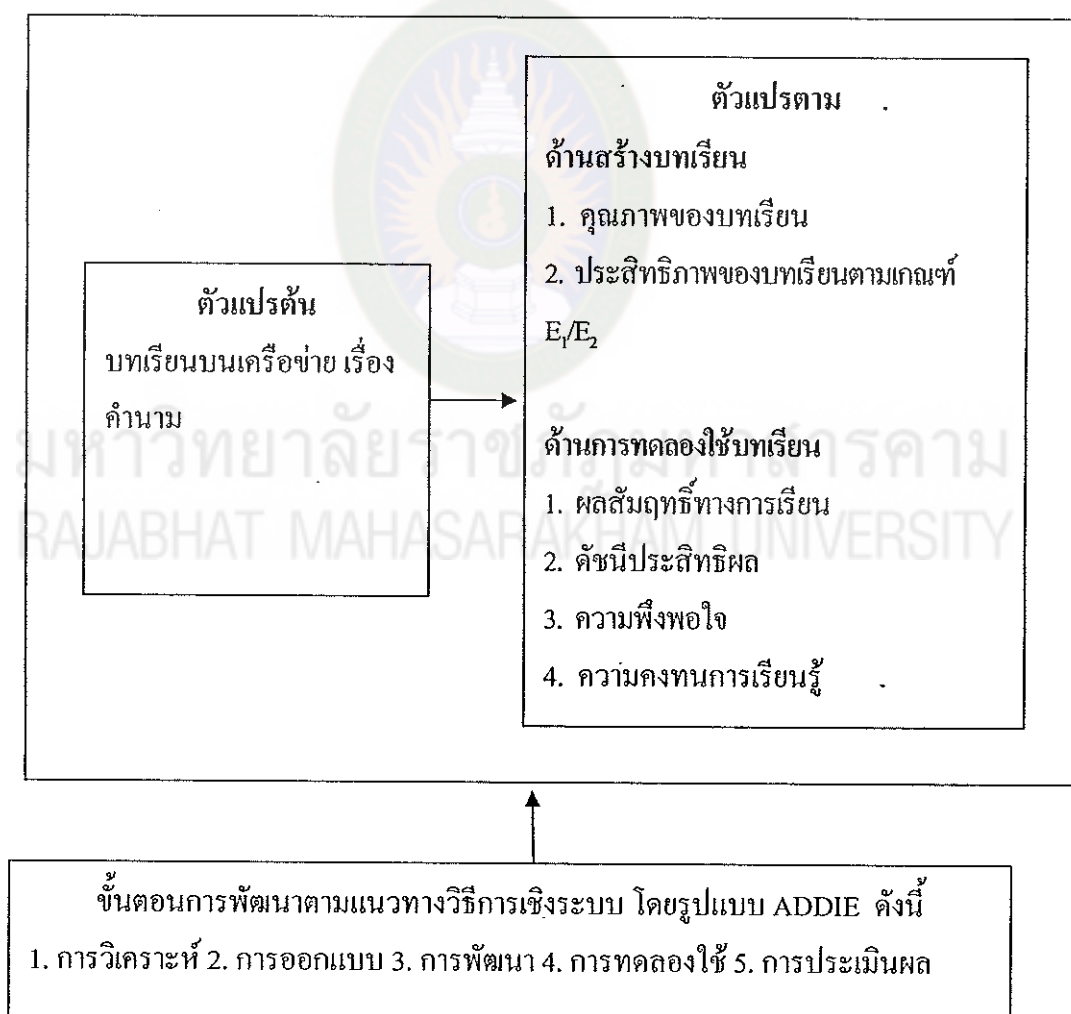 ตัวแปรตาม
ด้านสร้างบทเรียน
1. คุณภาพของบทเรียน
2. ประสิทธิภาพของบทเรียนตามเกณฑ์
E₁/E₂
ด้านการทดลองใช้บทเรียน
1. ผลสัมฤทธิ์ทางการเรียน
2. ดัชนีประสิทธิผล
3. ความพึงพอใจ
4. ความคงทนการเรียนรู้
ตัวแปรต้น
บทเรียนบนเครือข่าย เรื่อง
คำนาม
มหาวิทยาลัยราชภัฏมหาสารคาม
RAJABHAT MAHASARAKHAM UNIVERSITY
ขั้นตอนการพัฒนาตามแนวทางวิธีการเชิงระบบ โดยรูปแบบ ADDIE ดังนี้
1. การวิเคราะห์ 2. การออกแบบ 3. การพัฒนา 4. การทดลองใช้ 5. การประเมินผล